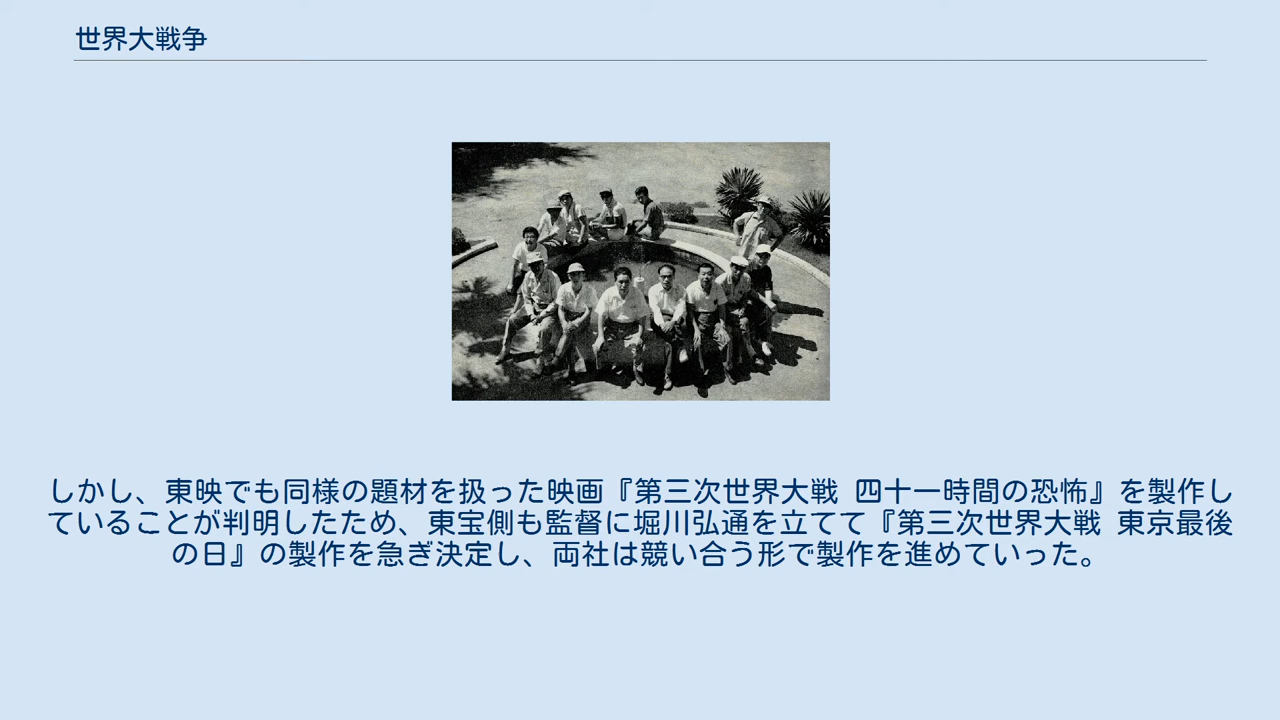 世界大戦争
しかし、東映でも同様の題材を扱った映画『第三次世界大戦 四十一時間の恐怖』を製作し
ていることが判明したため、東宝側も監督に堀川弘通を立てて『第三次世界大戦 東京最後
の日』の製作を急ぎ決定し、両社は競い合う形で製作を進めていった。